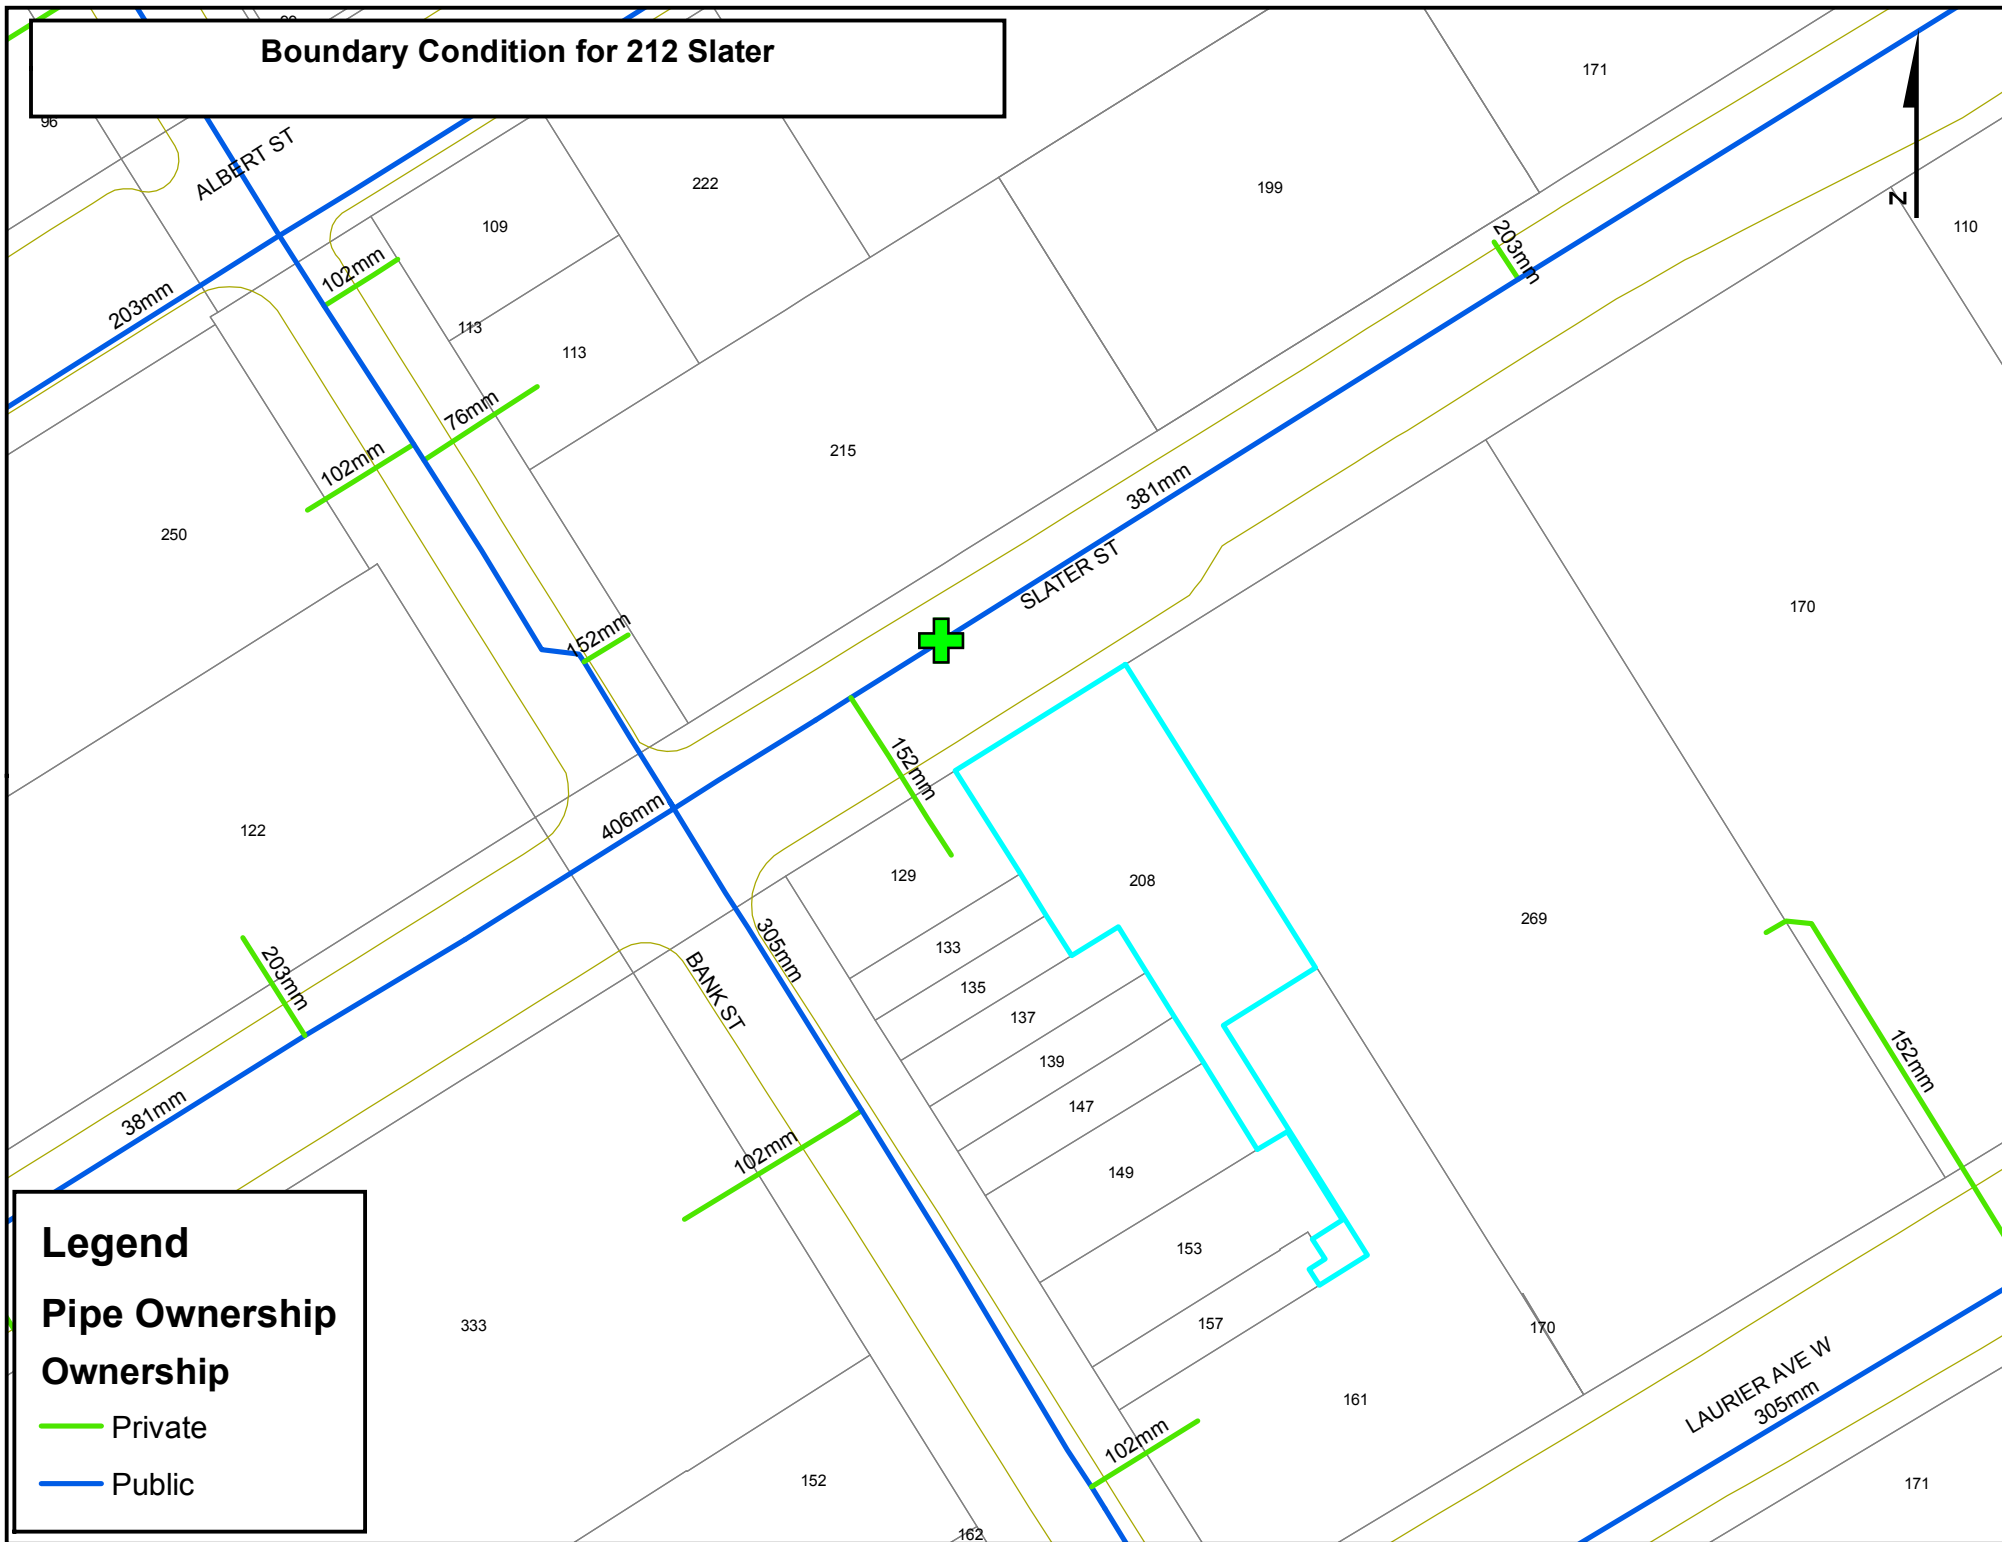 Boundary Condition for 212 Slater
96
ALBERT ST
171
222
199
109
203mm
N
110
102mm
203mm
113
113
76mm
102mm
215
381mm
250
SLATER ST
170
152mm
152mm
406mm
122
129
208
305mm
269
133
203mm
BANK ST
135
137
139
152mm
381mm
147
102mm
149
153
157
333
170
161
LAURIER AVE W
305mm
102mm
152
171
162
Legend
Pipe Ownership
Ownership
Private
Public